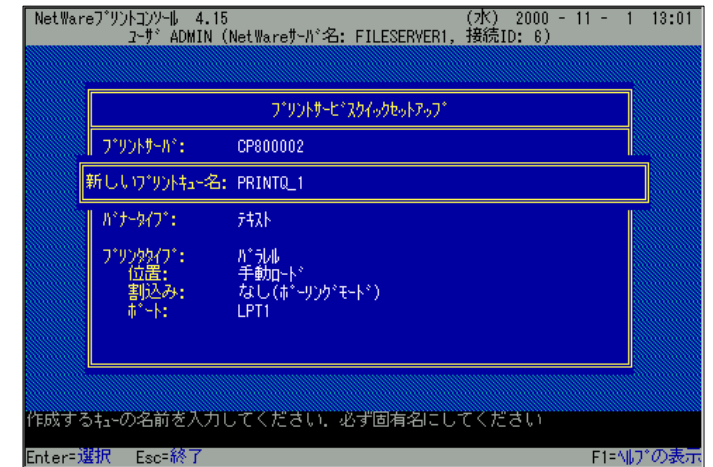 NetWareﾌﾟﾘﾝﾄｺﾝｿｰﾙ 4.15 (水) 2000 - 11 - 1 13:01
ﾕｰｻﾞ ADMIN (NetWareｻｰﾊﾞ名: FILESERVER1, 接続ID: 6)
ﾌﾟﾘﾝﾄｻｰﾋﾞｽｸｲｯｸｾｯﾄｱｯﾌﾟ
ﾌﾟﾘﾝﾄｻｰﾊﾞ: CP800002
新しいﾌﾟﾘﾝﾄｷｭｰ名: PRINTQ_1
ﾊﾞﾅｰﾀｲﾌﾟ: ﾃｷｽﾄ
ﾌﾟﾘﾝﾀﾀｲﾌﾟ: ﾊﾟﾗﾚﾙ
位置: 手動ﾛｰﾄﾞ
割込み: なし(ﾎﾟｰﾘﾝｸﾞﾓｰﾄﾞ)
ﾎﾟｰﾄ: LPT1
作成するｷｭｰの名前を入力してください. 必ず固有名にしてください
Enter=選択 Esc=終了 F1=ﾍﾙﾌﾟの表示